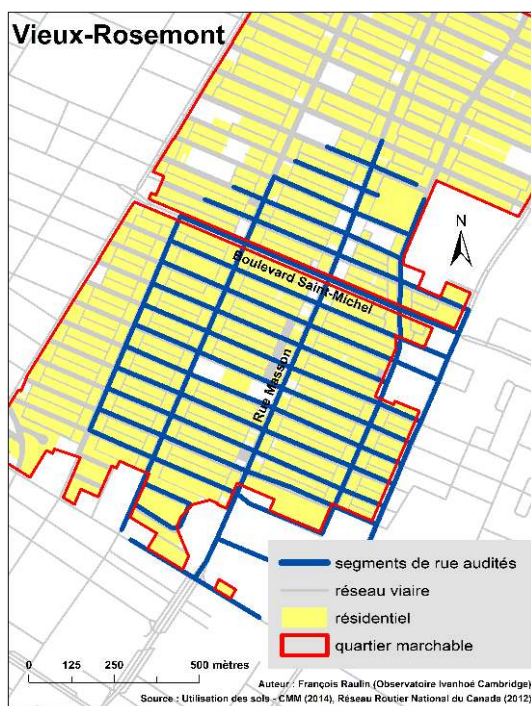 Vieux-Rosemont
N
Boulevard Saint-Michel
Rue Masson
segments de rue audités
réseau viaire
résidentiel
quartier marchable
0 125 250 500 mètres
Auteur : François Raulin (Observatoire Ivanhoé Cambridge)
Source : Utilisation des sols - CMM (2014), Réseau Routier National du Canada (2012)